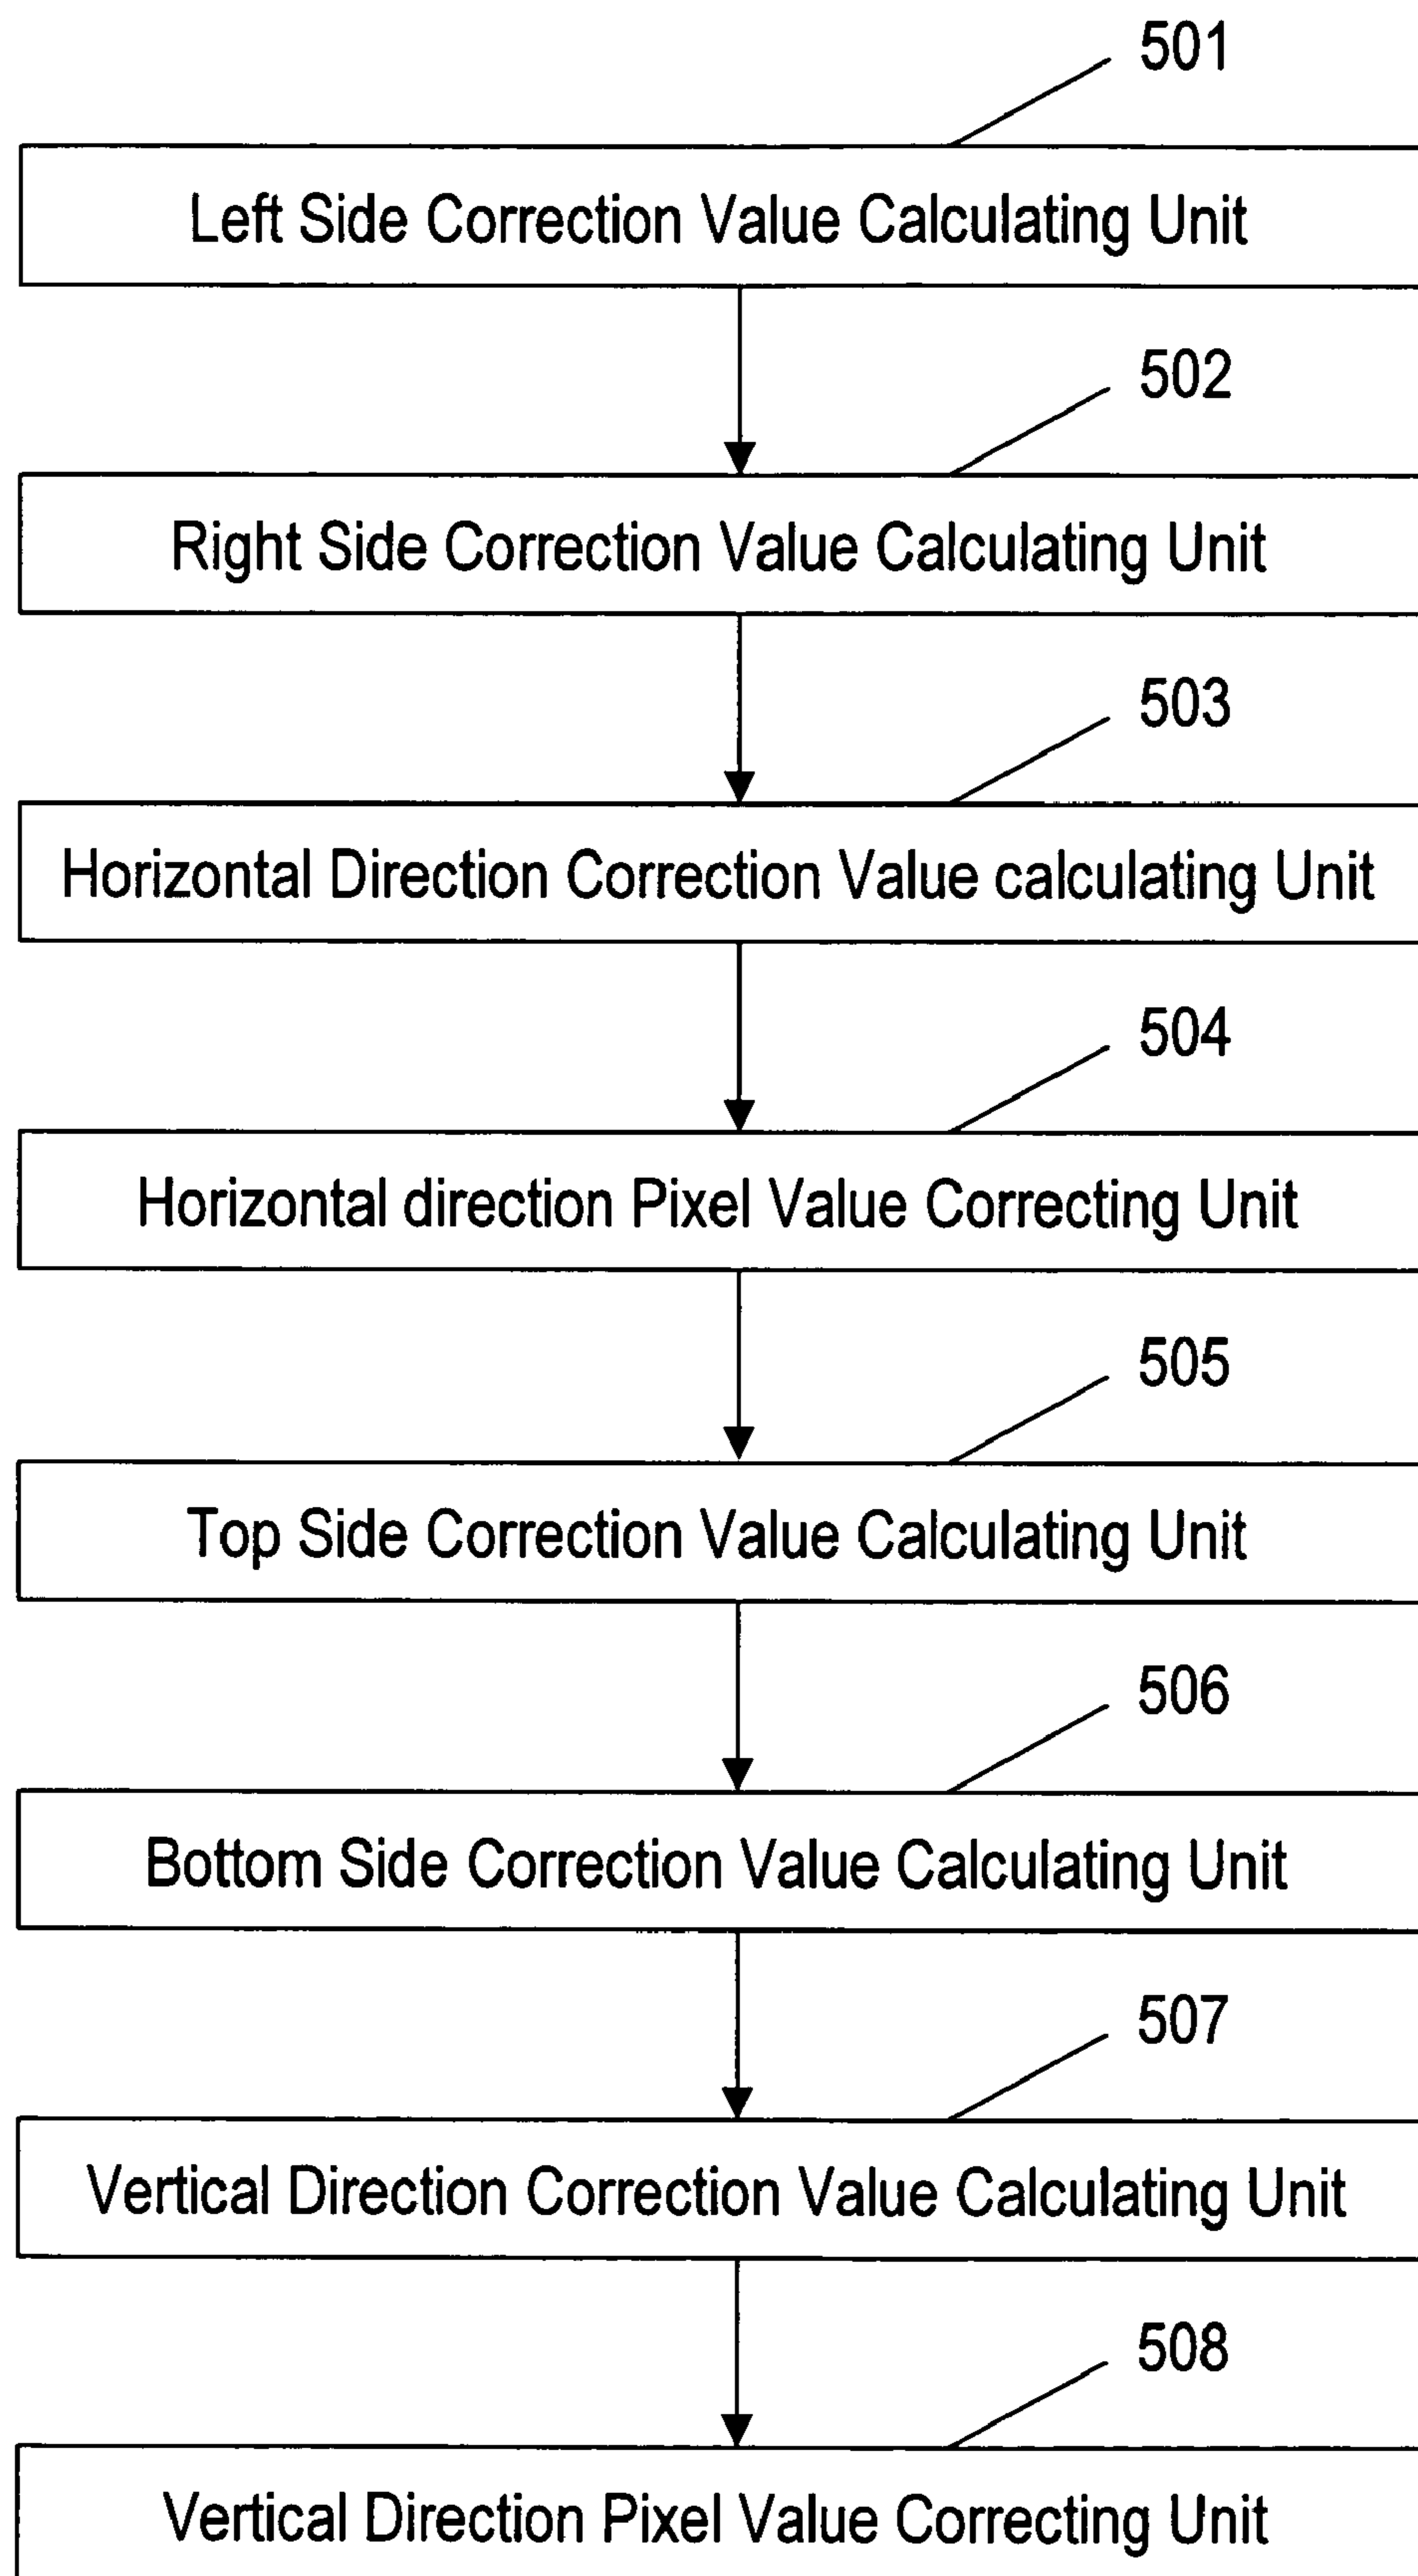 501
Left Side Correction Value Calculating Unit
502
Right Side Correction Value Calculating Unit
503
Horizontal Direction Correction Value calculating Unit
504
Horizontal direction Pixel Value Correcting Unit
505
Top Side Correction Value Calculating Unit
506
Bottom Side Correction Value Calculating Unit
507
Vertical Direction Correction Value Calculating Unit
508
Vertical Direction Pixel Value Correcting Unit